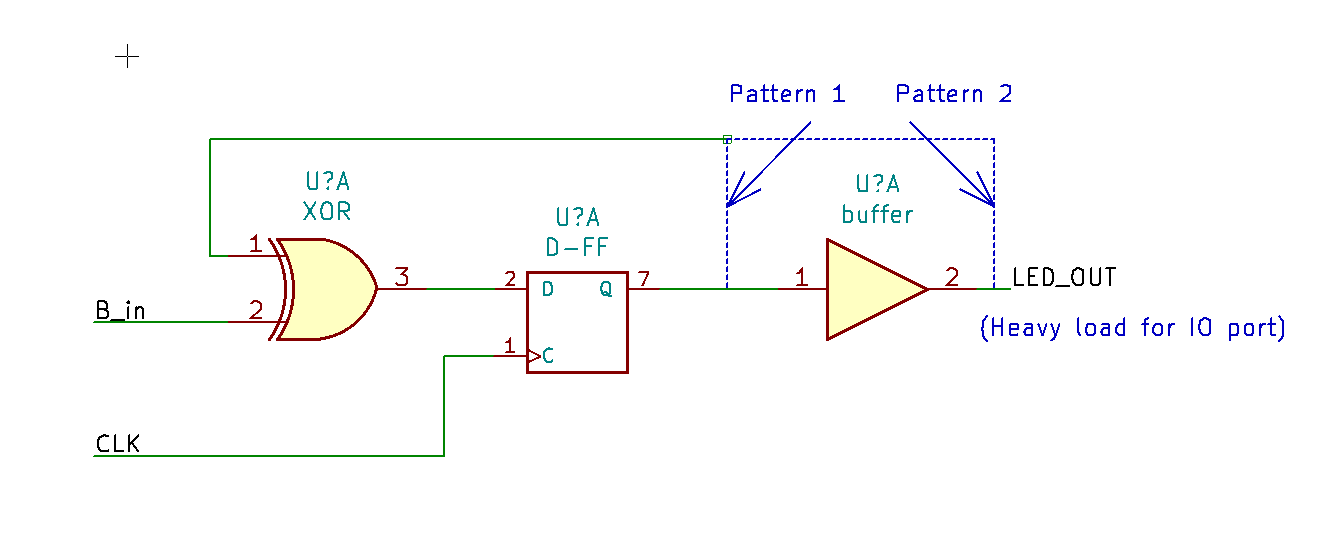 Pattern 1
Pattern 2
U?A
XOR
U?A
buffer
U?A
D-FF
1
2
3
B_in
2
D
Q
7
1
C
1
2
LED_OUT
(Heavy load for IO port)
CLK